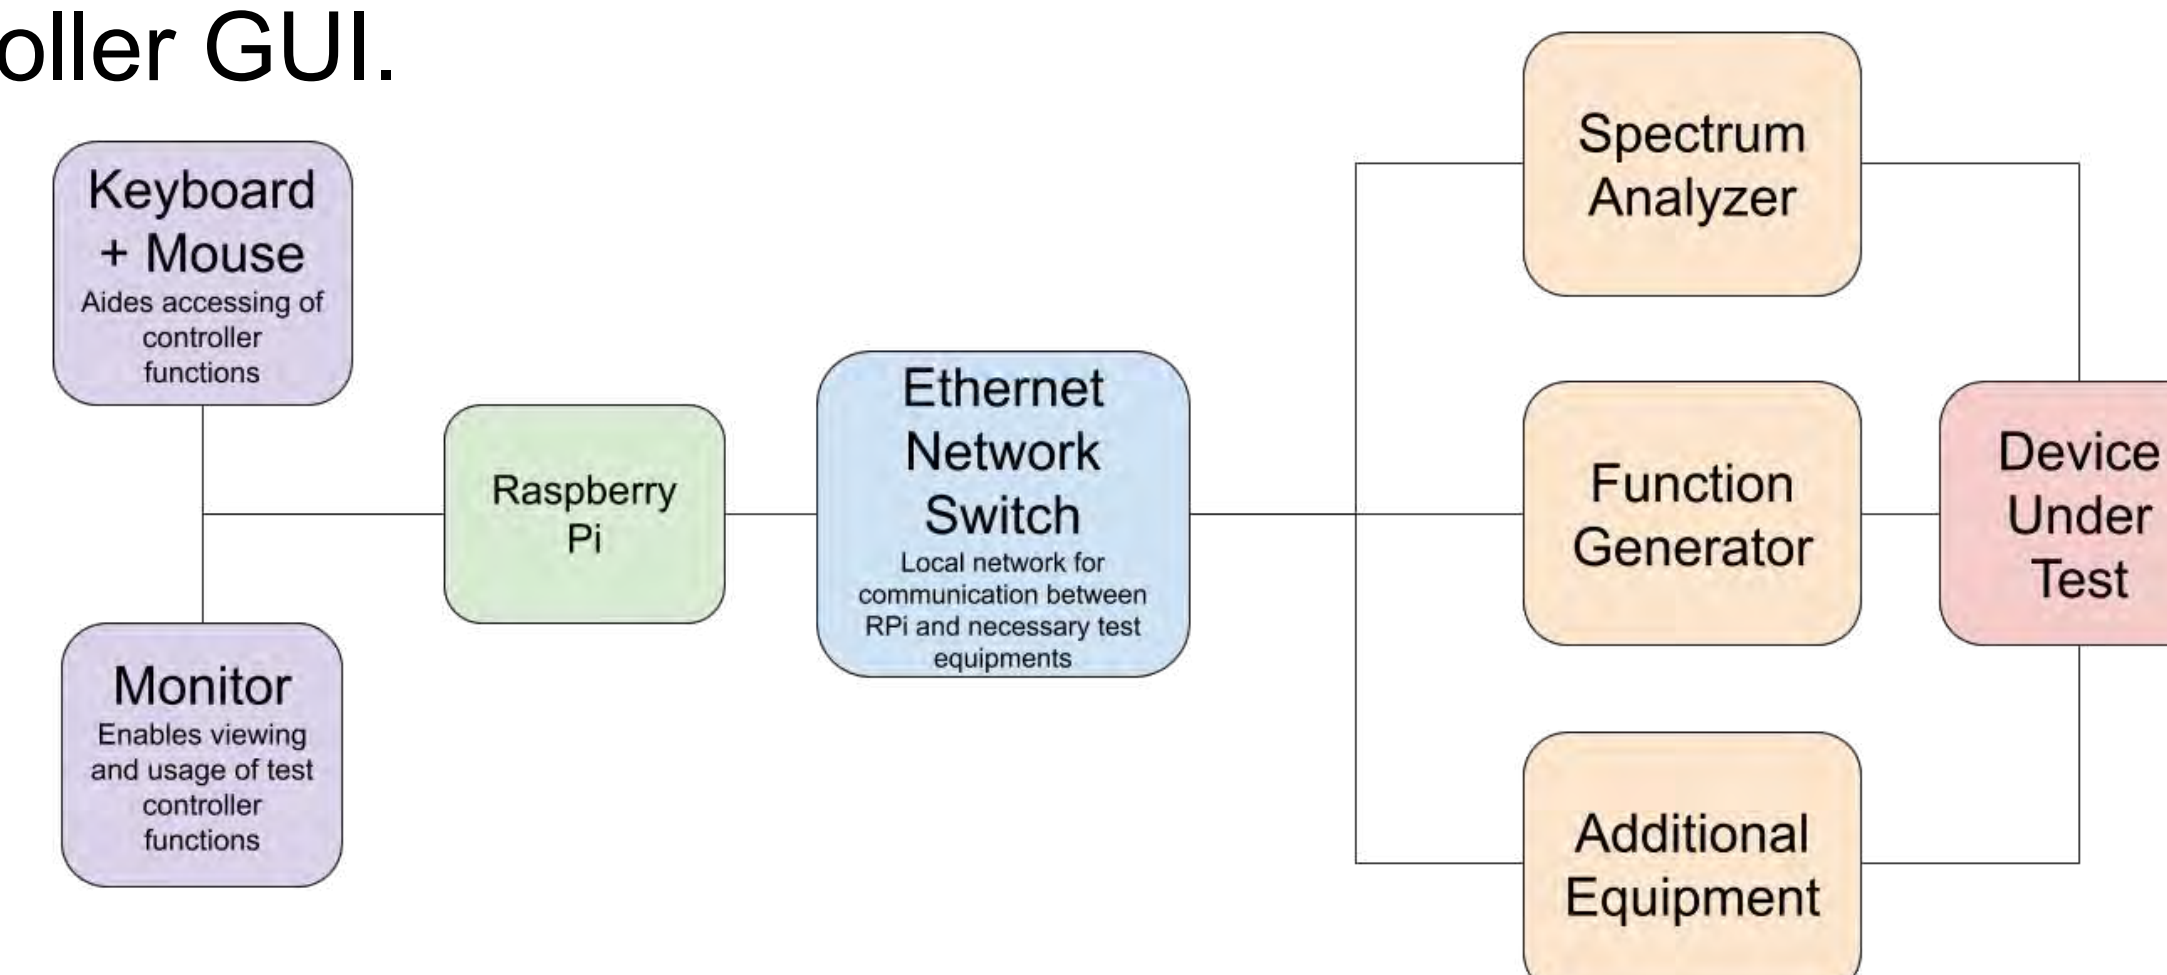 oller GUI.
Keyboard
+ Mouse
Aides accessing of
controller
functions
Monitor
Enables viewing
and usage of test
controller
functions
Raspberry
Pi
Ethernet
Network
Switch
Local network for
communication between
RPi and necessary test
equipments
Spectrum
Analyzer
Function
Generator
Additional
Equipment
Device
Under
Test